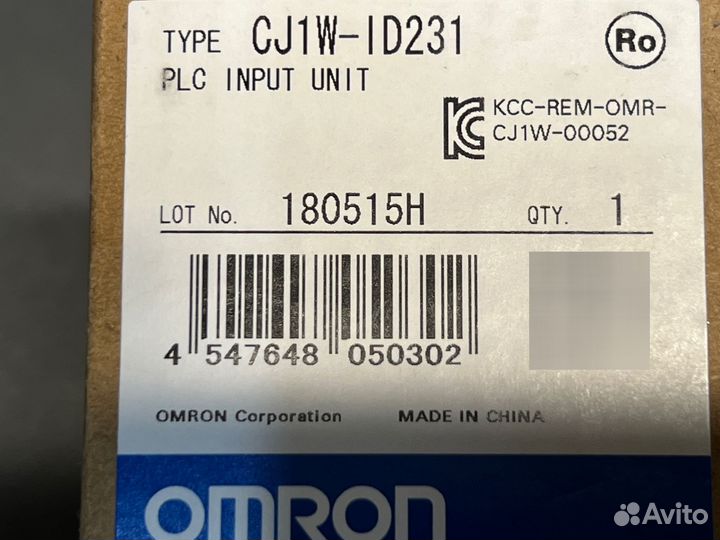 TYPE CJ1W-ID231
Ro
PLC INPUT UNIT
KCC-REM-OMR-
CJ1W-00052
LOT No. 180515H QTY. 1
4 547648 050302
OMRON Corporation MADE IN CHINA
OMRON
Avito